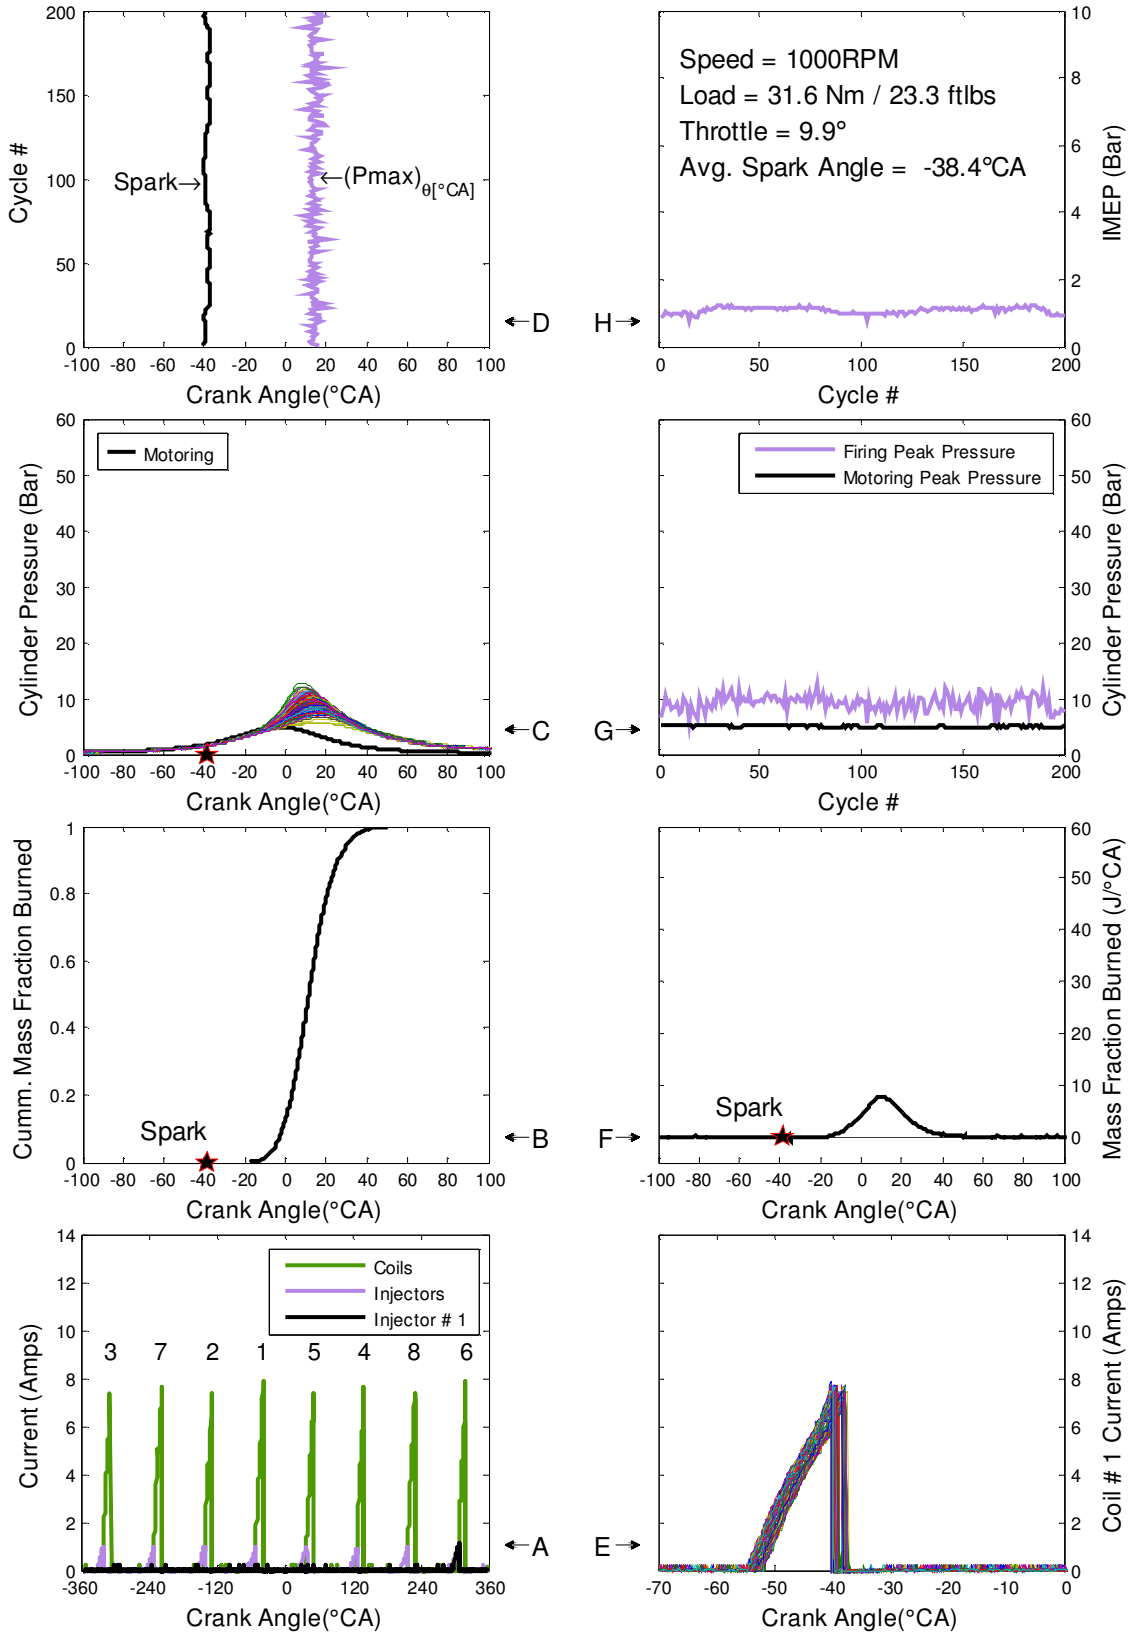 200
150
100
50
0
Cycle #
Spark→
←(Pmax)θ[°CA]
-100 -80 -60 -40 -20 0 20 40 60 80 100
Crank Angle(°CA)
←D
H→
Speed = 1000RPM
Load = 31.6 Nm / 23.3 ftlbs
Throttle = 9.9°
Avg. Spark Angle = -38.4°CA
10
8
6
4
2
0
IMEP (Bar)
0 50 100 150 200
Cycle #
60
50
40
30
20
10
0
Cylinder Pressure (Bar)
Motoring
-100 -80 -60 -40 -20 0 20 40 60 80 100
Crank Angle(°CA)
←C
G→
Firing Peak Pressure
Motoring Peak Pressure
60
50
40
30
20
10
0
Cylinder Pressure (Bar)
0 50 100 150 200
Cycle #
1
0.8
0.6
0.4
0.2
0
Cumm. Mass Fraction Burned
Spark
-100 -80 -60 -40 -20 0 20 40 60 80 100
Crank Angle(°CA)
←B
F→
Spark
60
50
40
30
20
10
0
Mass Fraction Burned (J/°CA)
-100 -80 -60 -40 -20 0 20 40 60 80 100
Crank Angle(°CA)
14
12
10
8
6
4
2
0
Current (Amps)
Coils
Injectors
Injector # 1
3 7 2 1 5 4 8 6
-360 -240 -120 0 120 240 360
Crank Angle(°CA)
←A
E→
14
12
10
8
6
4
2
0
Coil # 1 Current (Amps)
-70 -60 -50 -40 -30 -20 -10 0
Crank Angle(°CA)